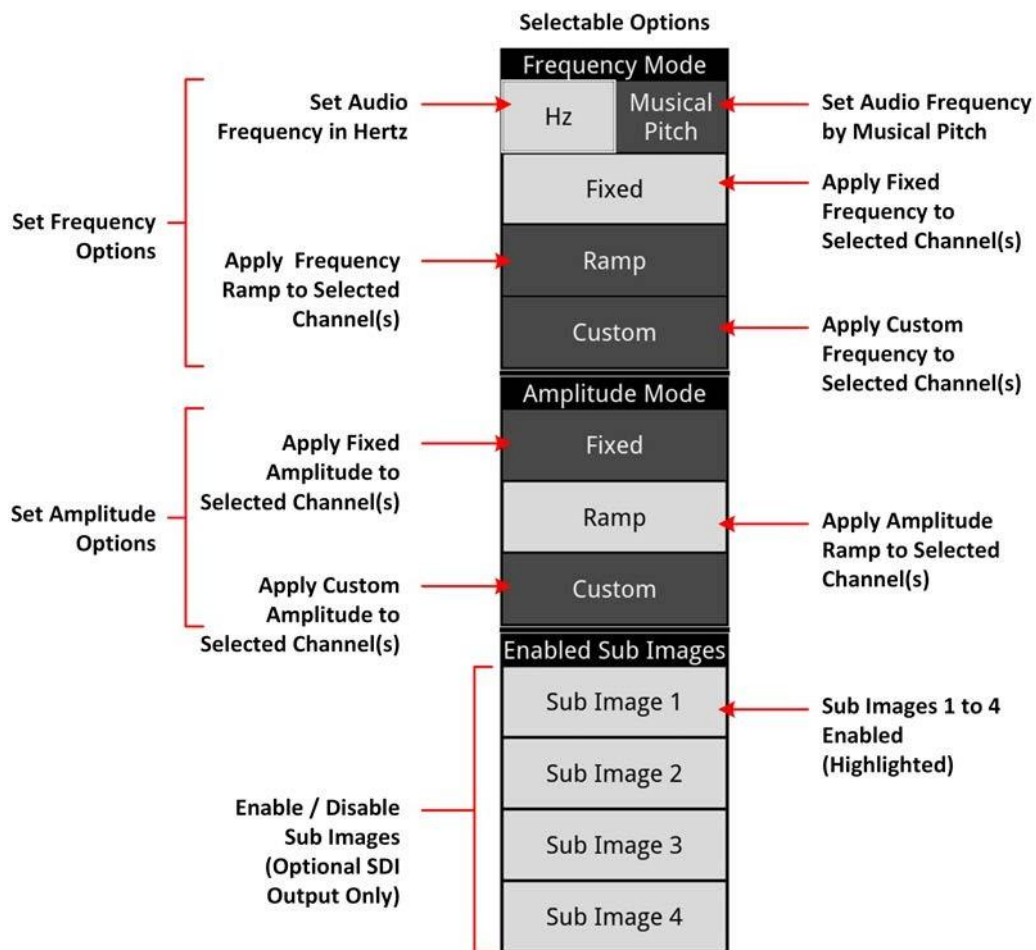 Selectable Options
Frequency Mode
Set Audio
Frequency in Hertz
Hz
Musical
Pitch
Set Audio Frequency
by Musical Pitch
Fixed
Apply Fixed
Frequency to
Selected Channel(s)
Set Frequency
Options
Apply Frequency
Ramp to Selected
Channel(s)
Ramp
Custom
Apply Custom
Frequency to
Selected Channel(s)
Amplitude Mode
Apply Fixed
Amplitude to
Selected Channel(s)
Fixed
Set Amplitude
Options
Ramp
Apply Amplitude
Ramp to Selected
Channel(s)
Apply Custom
Amplitude to
Selected Channel(s)
Custom
Enabled Sub Images
Sub Image 1
Sub Images 1 to 4
Enabled
(Highlighted)
Sub Image 2
Enable / Disable
Sub Images
(Optional SDI
Output Only)
Sub Image 3
Sub Image 4